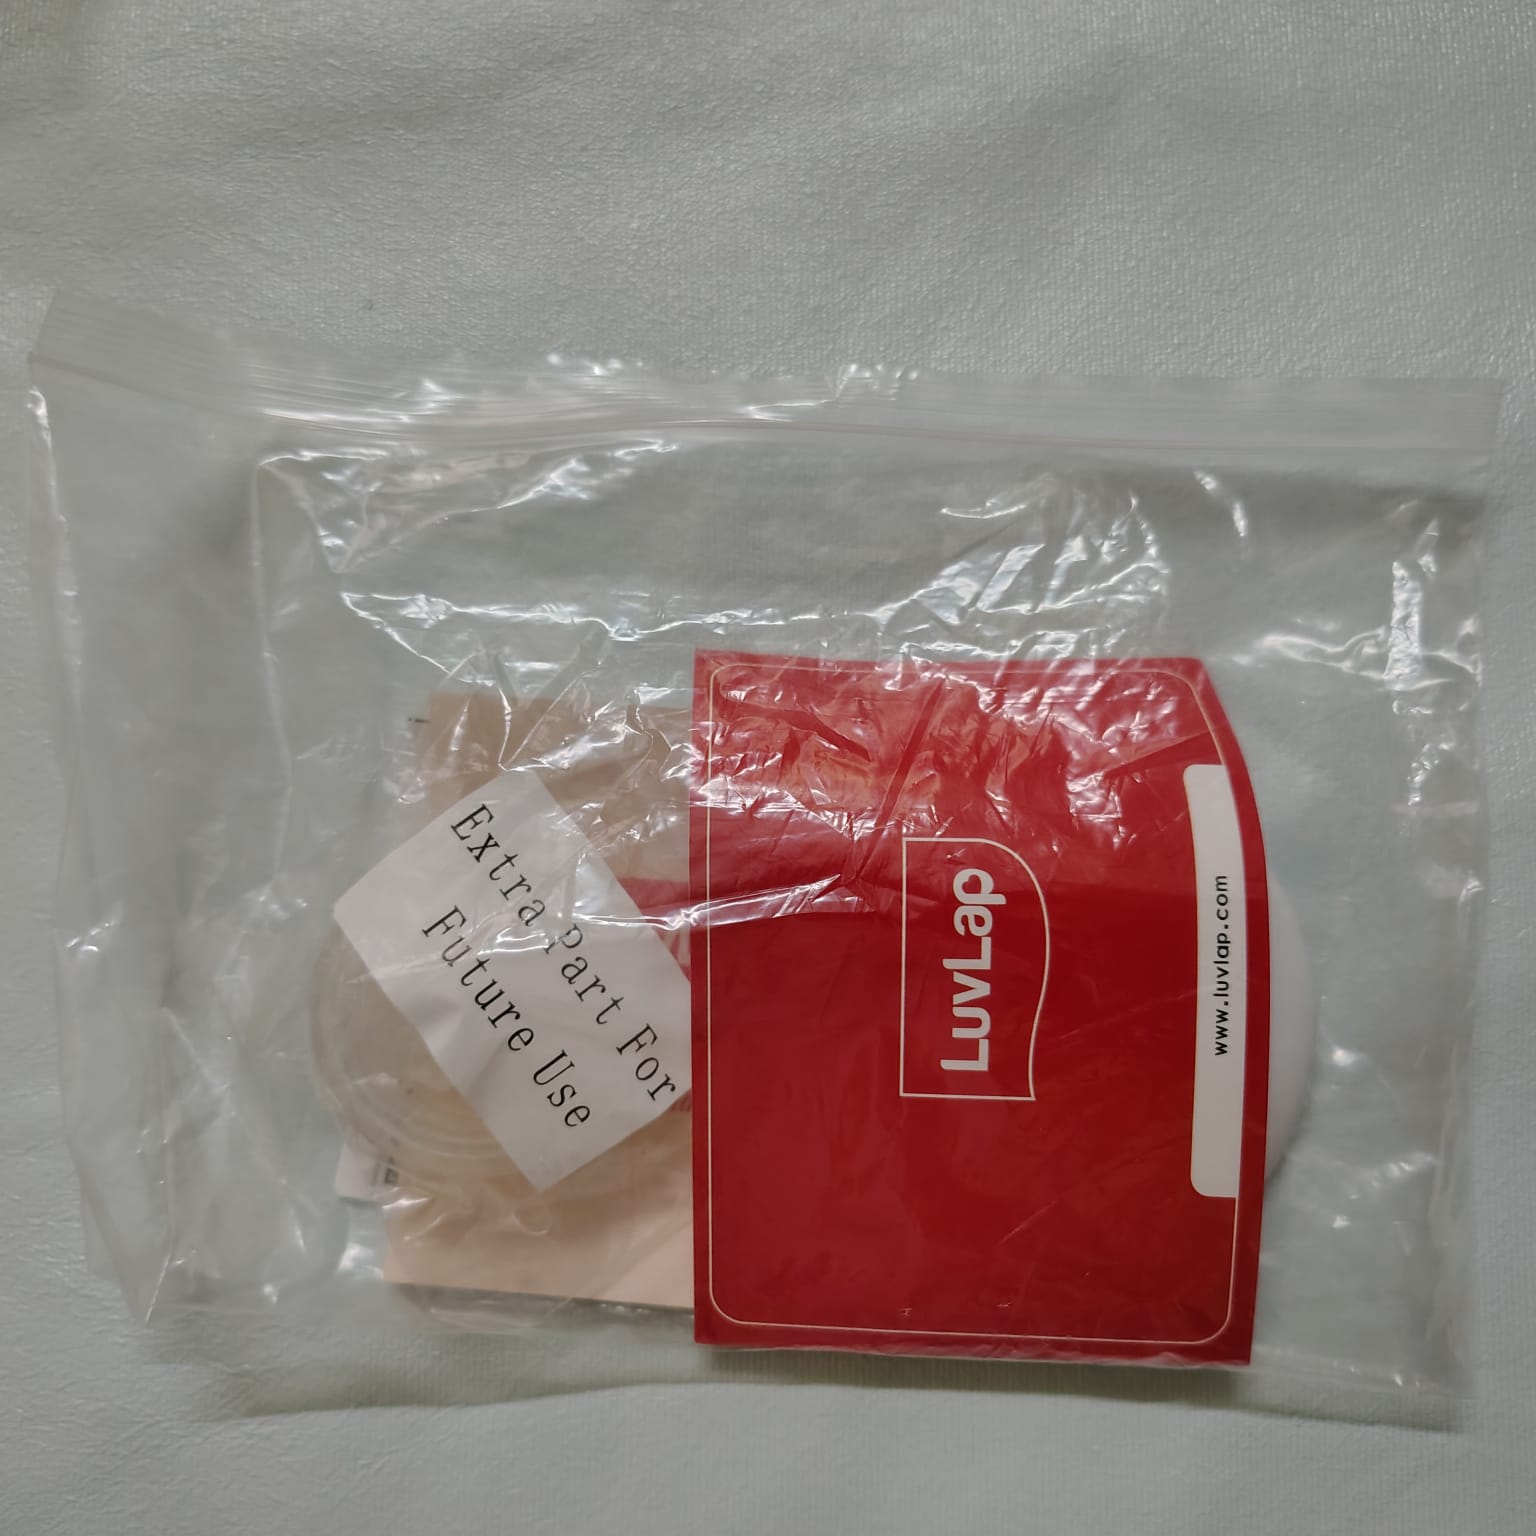 Extra Part For
Future Use
LuvLap
www.luvlap.com